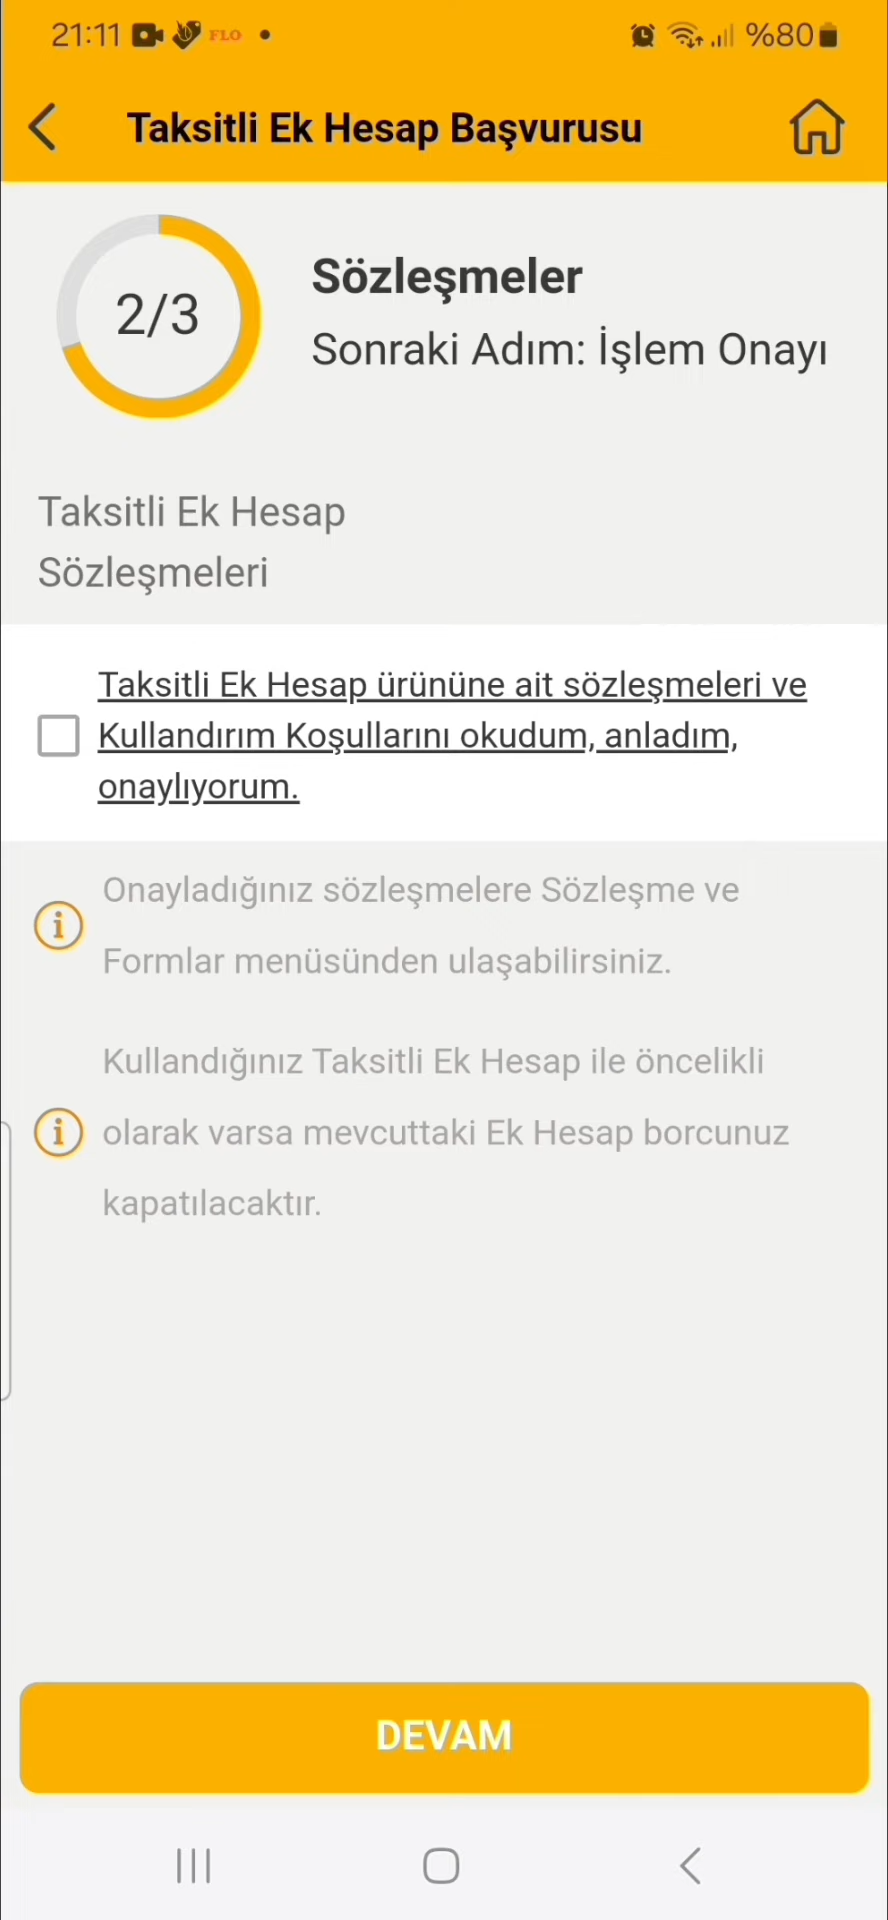 21:11 FLO %80
Taksitli Ek Hesap Başvurusu
2/3
Sözleşmeler
Sonraki Adım: İşlem Onayı
Taksitli Ek Hesap
Sözleşmeleri
Taksitli Ek Hesap ürününe ait sözleşmeleri ve
Kullandırım Koşullarını okudum, anladım,
onaylıyorum.
Onayladığınız sözleşmelere Sözleşme ve
Formlar menüsünden ulaşabilirsiniz.
Kullandığınız Taksitli Ek Hesap ile öncelikli
olarak varsa mevcuttaki Ek Hesap borcunuz
kapatılacaktır.
DEVAM